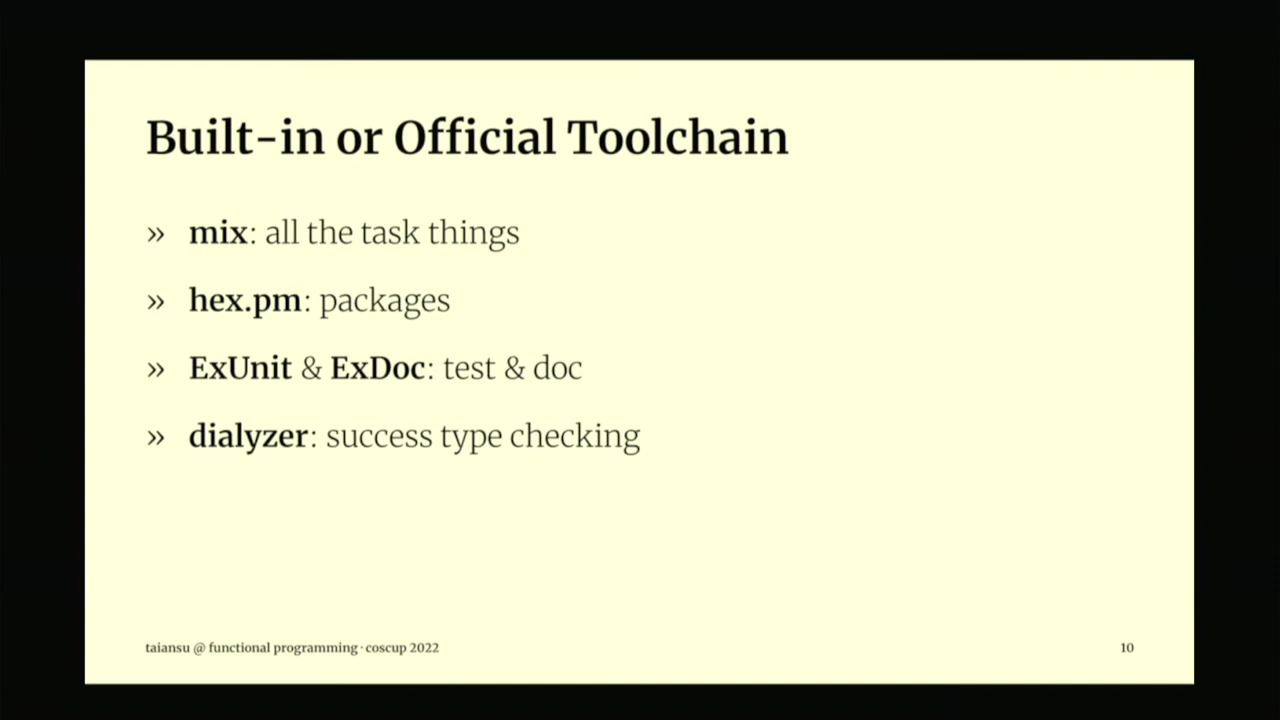 Built-in or Official Toolchain
» mix: all the task things
» hex.pm: packages
» ExUnit & ExDoc: test & doc
» dialyzer: success type checking
taiansu @ functional programming · coscup 2022
10